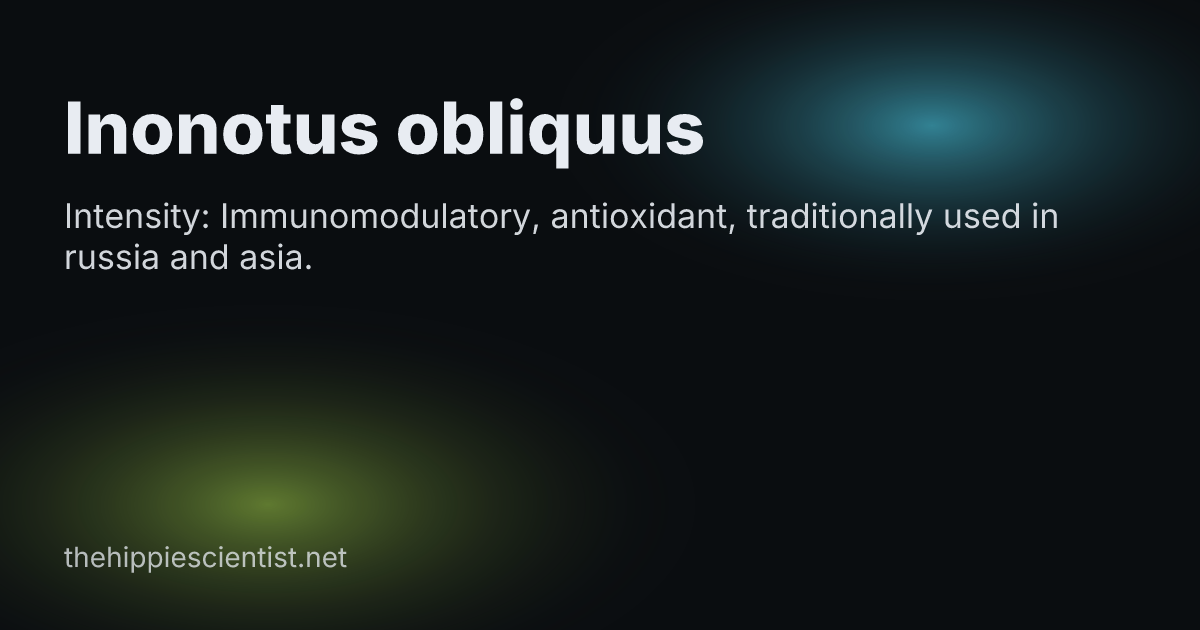 Inonotus obliquus
Intensity: Immunomodulatory, antioxidant, traditionally used in
russia and asia.
thehippiescientist.net